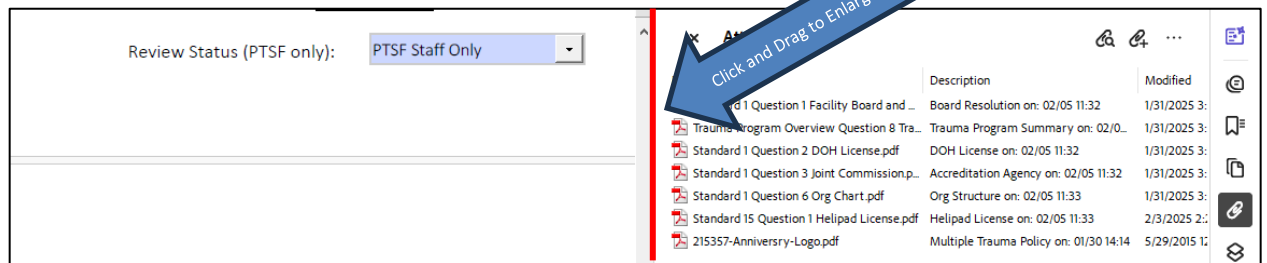 Review Status (PTSF only): PTSF Staff Only
Click and Drag to Enlarg
Description Modified
1 Question 1 Facility Board and ... Board Resolution on: 02/05 11:32 1/31/2025 3:
Trauma Program Overview Question 8 Tra... Trauma Program Summary on: 02/0... 1/31/2025 3:
Standard 1 Question 2 DOH License.pdf DOH License on: 02/05 11:32 1/31/2025 3:
Standard 1 Question 3 Joint Commission.p... Accreditation Agency on: 02/05 11:32 1/31/2025 3:
Standard 1 Question 6 Org Chart.pdf Org Structure on: 02/05 11:33 1/31/2025 3:
Standard 15 Question 1 Helipad License.pdf Helipad License on: 02/05 11:33 2/3/2025 2:
215357-Anniversry-Logo.pdf Multiple Trauma Policy on: 01/30 14:14 5/29/2015 12